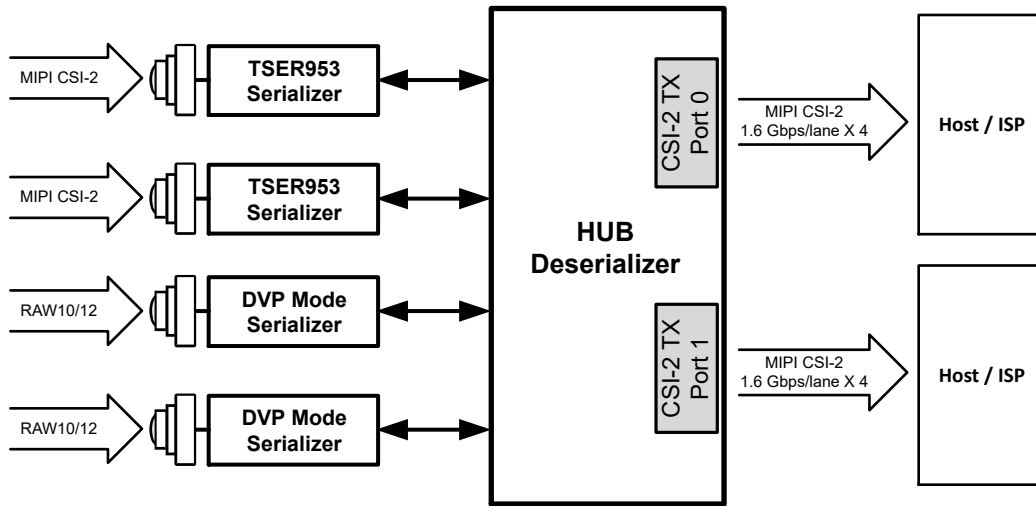 MIPI CSI-2
TSER953
Serializer
MIPI CSI-2
TSER953
Serializer
RAW10/12
DVP Mode
Serializer
RAW10/12
DVP Mode
Serializer
HUB
Deserializer
CSI-2 TX
Port 0
CSI-2 TX
Port 1
MIPI CSI-2
1.6 Gbps/lane X 4
Host / ISP
MIPI CSI-2
1.6 Gbps/lane X 4
Host / ISP